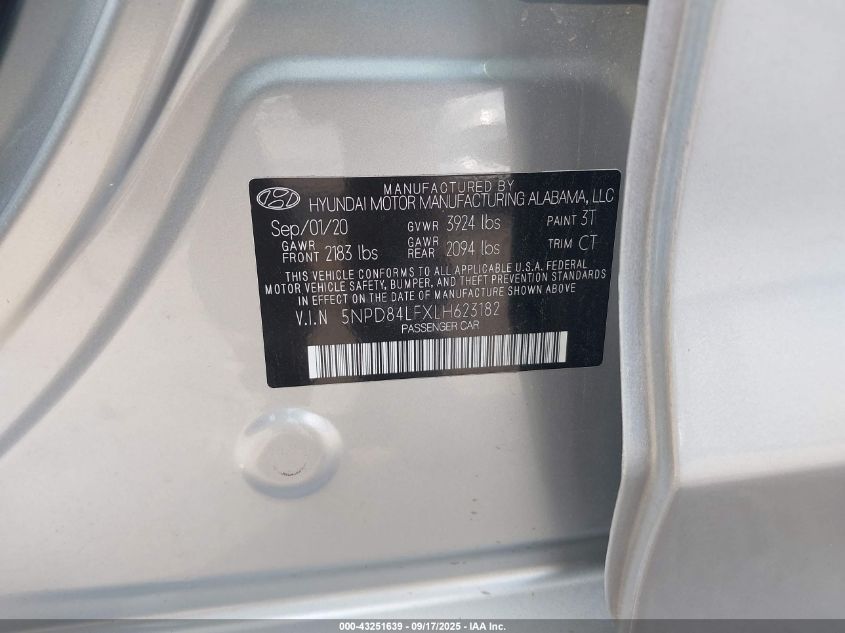 MANUFACTURED BY
HYUNDAI MOTOR MANUFACTURING ALABAMA, LLC
Sep/01/20 GVWR 3924 lbs PAINT 3T
GAWR FRONT 2183 lbs GAWR REAR 2094 lbs TRIM CT
THIS VEHICLE CONFORMS TO ALL APPLICABLE U.S.A. FEDERAL
MOTOR VEHICLE SAFETY, BUMPER, AND THEFT PREVENTION STANDARDS
IN EFFECT ON THE DATE OF MANUFACTURE SHOWN ABOVE
V.I.N 5NPD84LFXLH623182
PASSENGER CAR
000-43251639 - 09/17/2025 - IAA Inc.